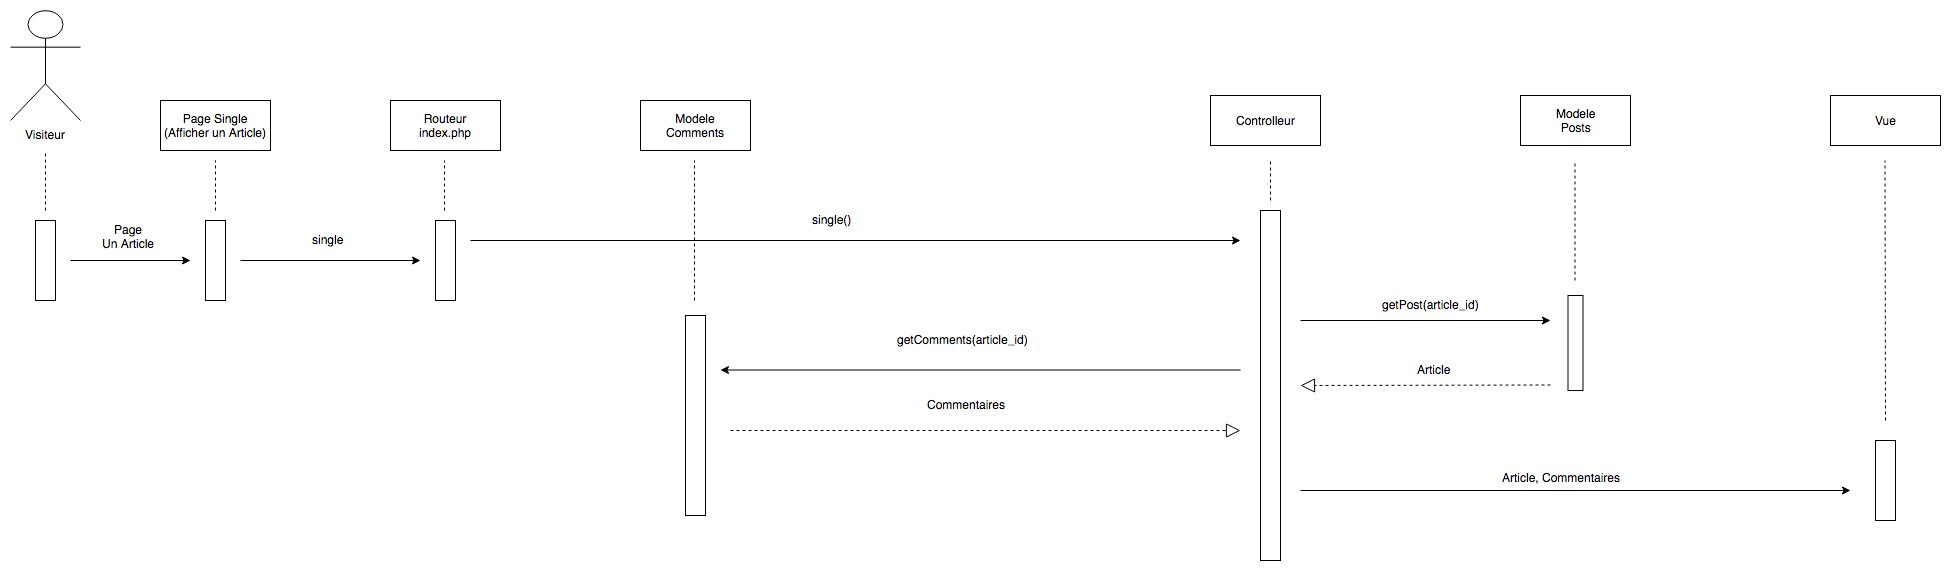 Visiteur
Page Single
(Afficher un Article)
Routeur
index.php
Modele
Comments
Controlleur
Modele
Posts
Vue
Page
Un Article
single
single()
getPost(article_id)
getComments(article_id)
Article
Commentaires
Article, Commentaires